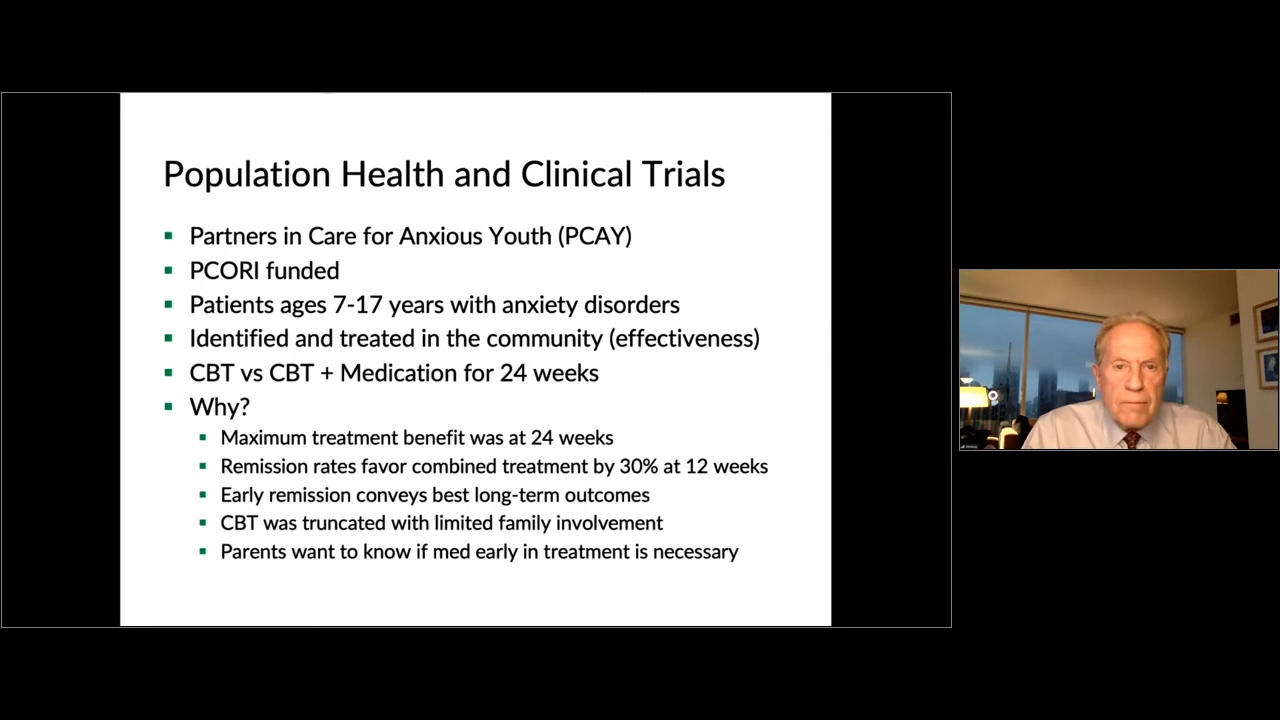 Population Health and Clinical Trials
Partners in Care for Anxious Youth (PCAY)
PCORI funded
Patients ages 7-17 years with anxiety disorders
Identified and treated in the community (effectiveness)
CBT vs CBT + Medication for 24 weeks
Why?
Maximum treatment benefit was at 24 weeks
Remission rates favor combined treatment by 30% at 12 weeks
Early remission conveys best long-term outcomes
CBT was truncated with limited family involvement
Parents want to know if med early in treatment is necessary